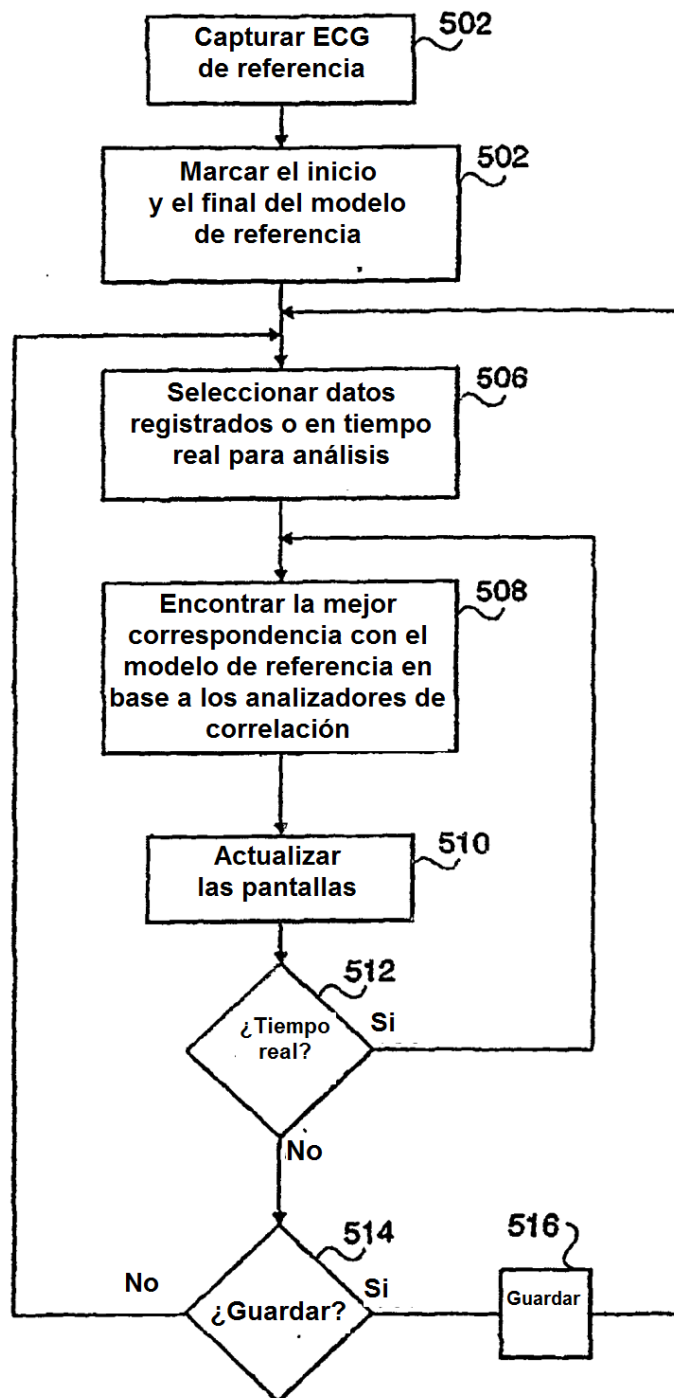 Capturar ECG
de referencia
502
Marcar el inicio
y el final del modelo
de referencia
502
Seleccionar datos
registrados o en tiempo
real para análisis
506
Encontrar la mejor
correspondencia con el
modelo de referencia en
base a los analizadores de
correlación
508
Actualizar
las pantallas
510
512
¿Tiempo
real?
Si
No
514
No
¿Guardar?
Si
516
Guardar